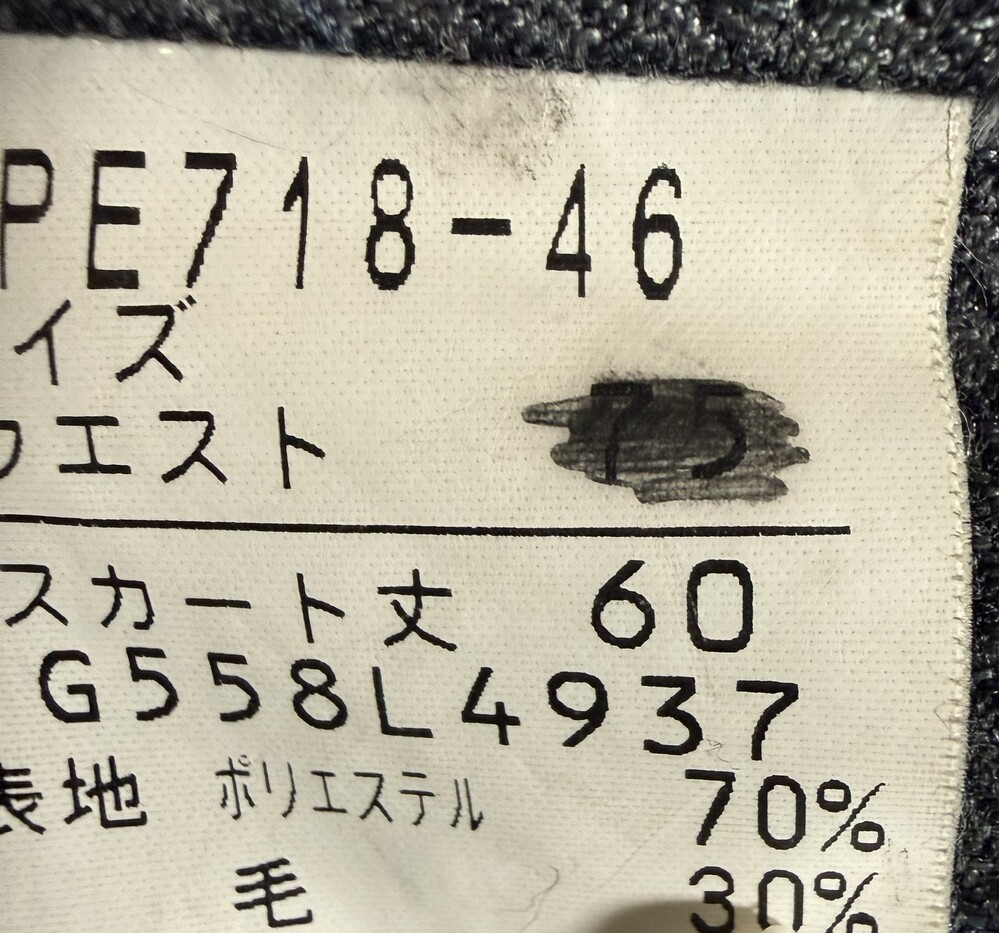 PE718-46
イズ
ウエスト 75
スカート丈 60
G558L4937
表地 ポリエステル 70%
毛 30%